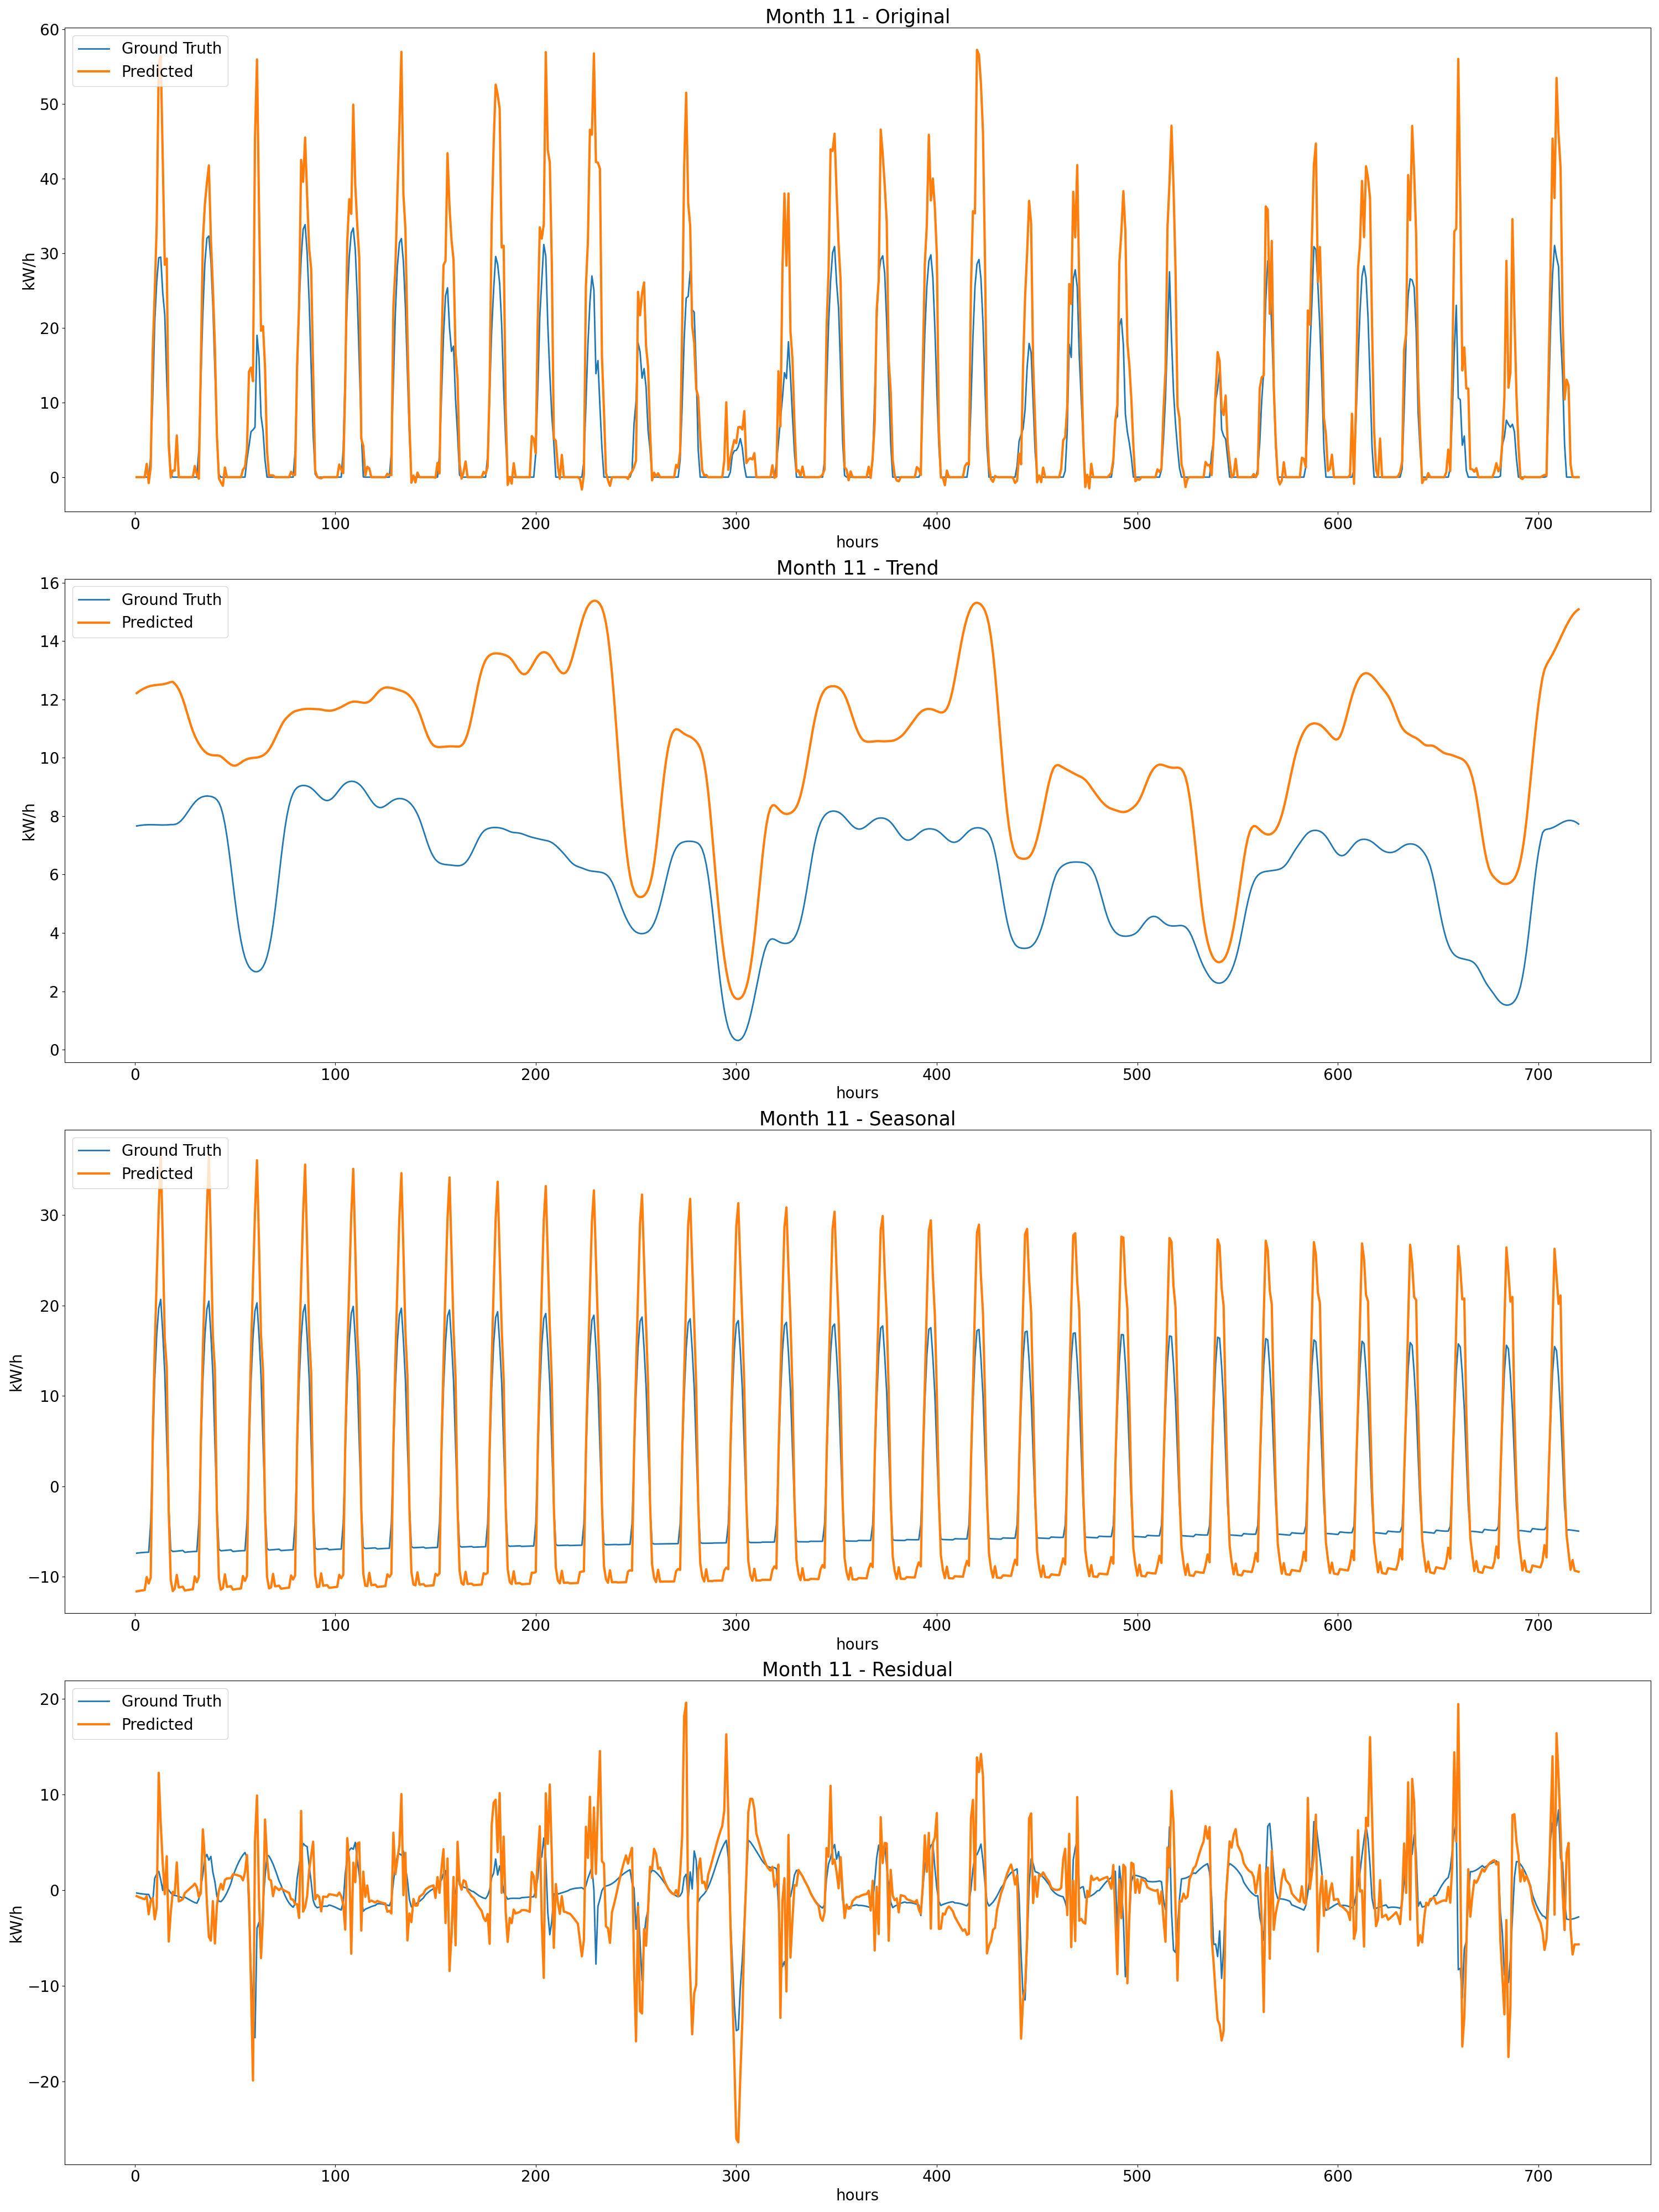 Month 11 - Original
Ground Truth
Predicted
60
50
40
30
20
10
0
kW/h
0 100 200 300 400 500 600 700
hours
Month 11 - Trend
Ground Truth
Predicted
16
14
12
10
8
6
4
2
0
kW/h
0 100 200 300 400 500 600 700
hours
Month 11 - Seasonal
Ground Truth
Predicted
30
20
10
0
−10
kW/h
0 100 200 300 400 500 600 700
hours
Month 11 - Residual
Ground Truth
Predicted
20
10
0
−10
−20
kW/h
0 100 200 300 400 500 600 700
hours